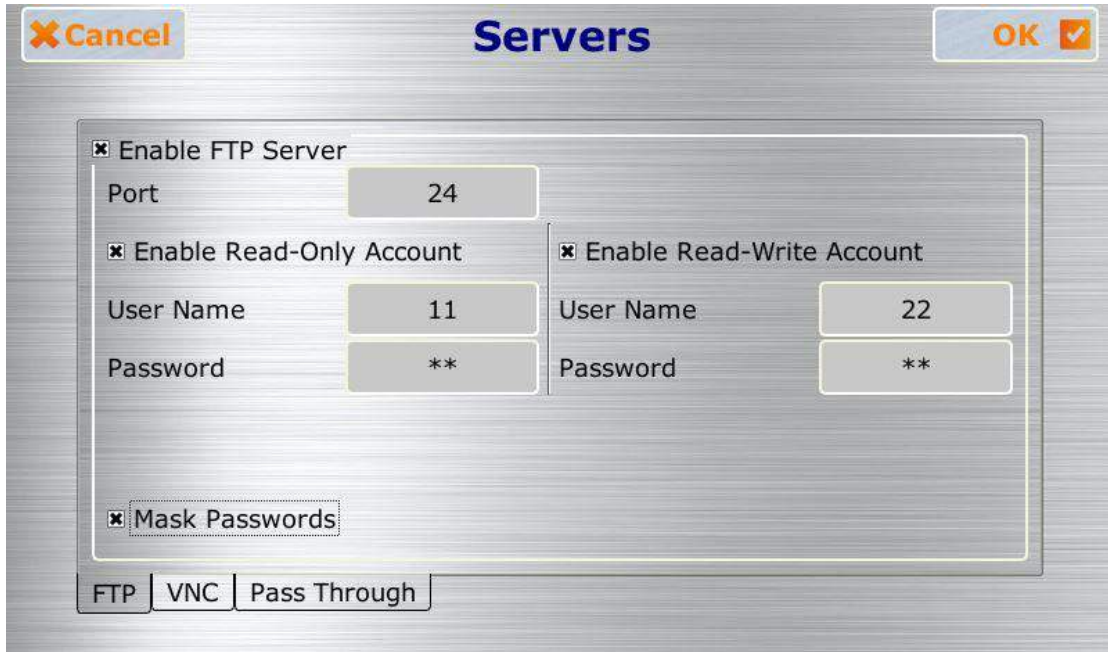 Cancel
Servers
OK
Enable FTP Server
Port
24
Enable Read-Only Account
Enable Read-Write Account
User Name
11
User Name
22
Password
**
Password
**
Mask Passwords
FTP
VNC
Pass Through